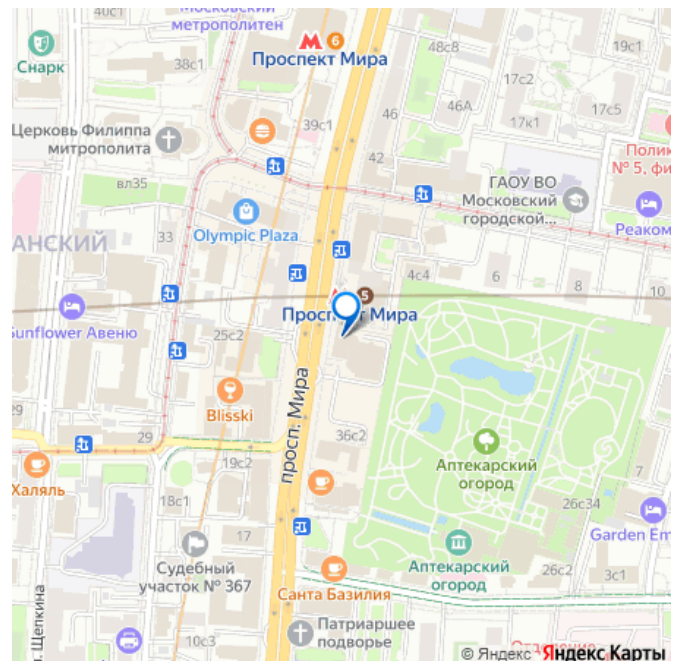 40с1
Московский
метрополитен
6
48с8
19с1
Снарк
38с1
Проспект Мира
17с2
46
46А
17с5
39с1
17к1
Церковь Филиппа
митрополита
42
Поли
№ 5, фи
вл35
ГАОУ ВО
Московский
городской...
АНСКИЙ
33
Olympic Plaza
Реаком
4с4
6
8
10
5
Проспект Мира
Sunflower Авеню
25с2
просп. Мира
29
Blisski
36с2
7
29
Аптекарский
огород
19с2
Халяль
26с34
18с1
17
Garden Em
Судебный
участок № 367
Аптекарский
огород
26с2
3с1
Санта Базилия
л. Щепкина
Патриаршее
подворье
10с3
© Яндекс Яндекс Карты